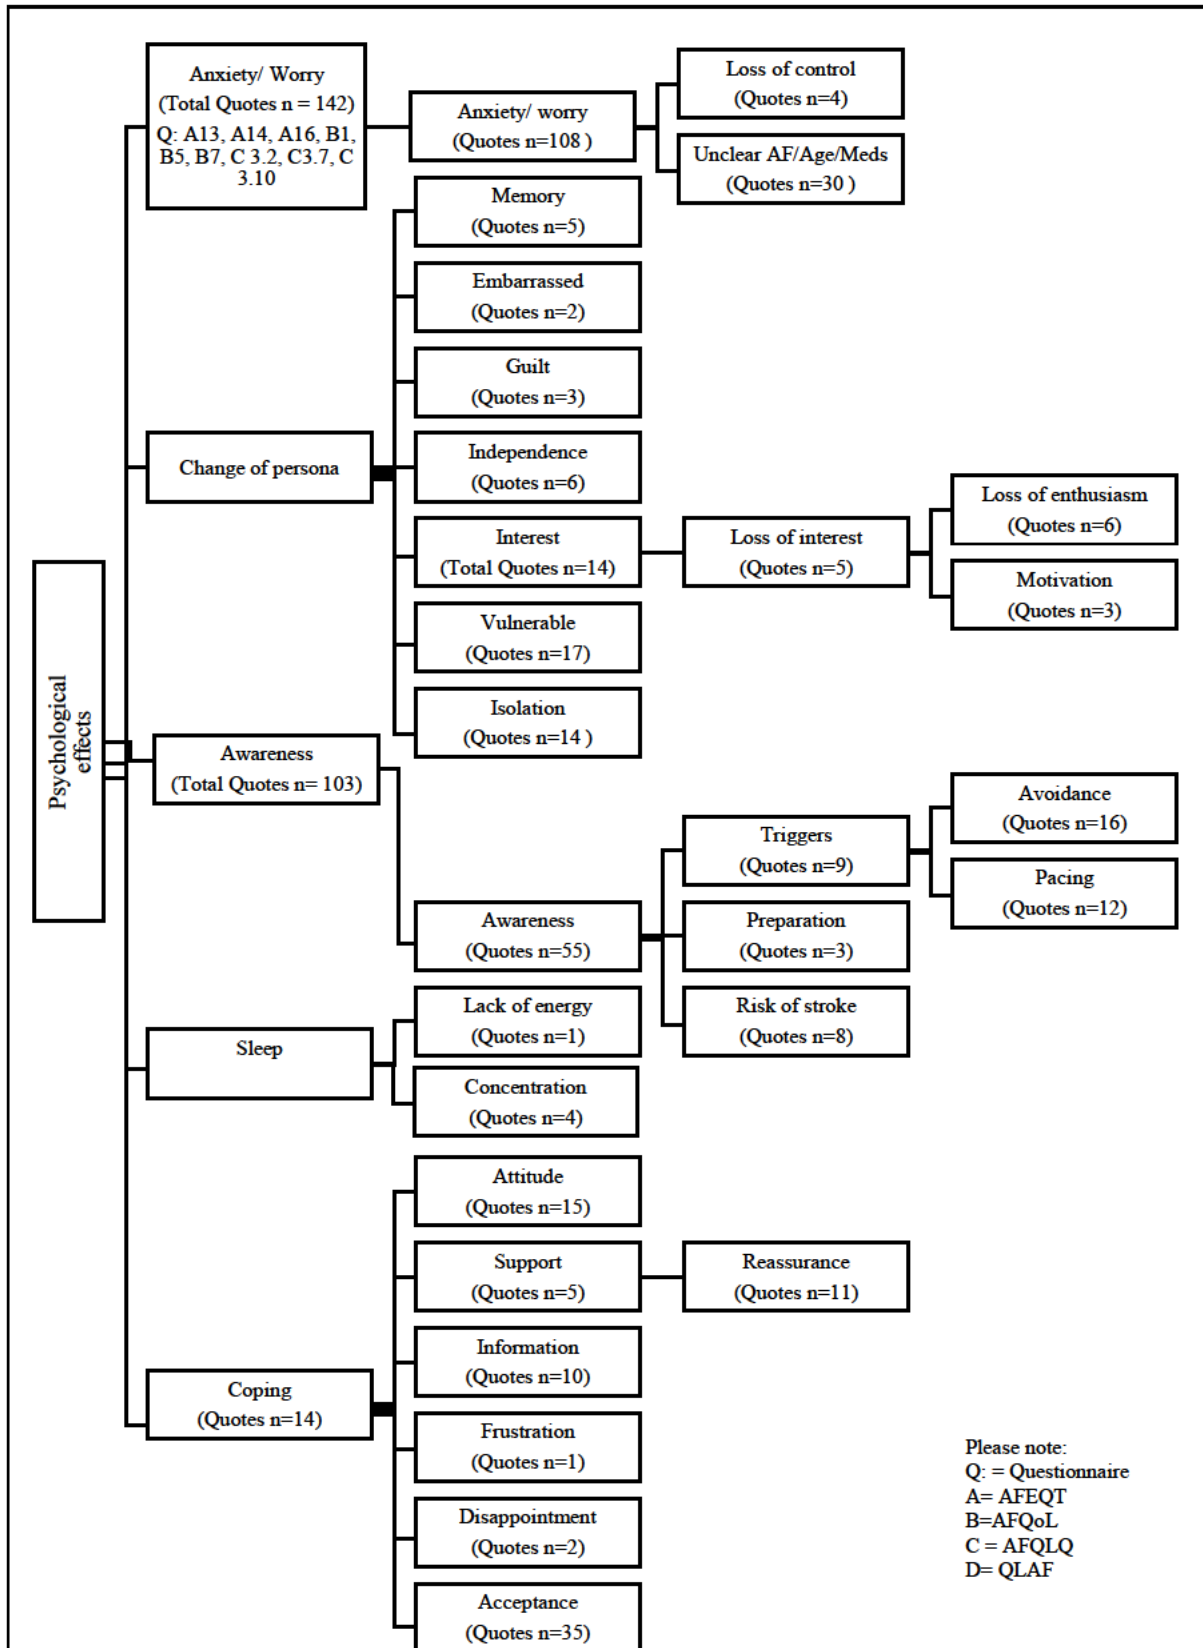 Psychological
effects
Anxiety/ Worry
(Total Quotes n = 142)
Q: A13, A14, A16, B1,
B5, B7, C 3.2, C3.7, C
3.10
Anxiety/ worry
(Quotes n=108 )
Loss of control
(Quotes n=4)
Unclear AF/Age/Meds
(Quotes n=30 )
Change of persona
Memory
(Quotes n=5)
Embarrassed
(Quotes n=2)
Guilt
(Quotes n=3)
Independence
(Quotes n=6)
Interest
(Total Quotes n=14)
Loss of interest
(Quotes n=5)
Loss of enthusiasm
(Quotes n=6)
Motivation
(Quotes n=3)
Vulnerable
(Quotes n=17)
Isolation
(Quotes n=14 )
Awareness
(Total Quotes n= 103)
Awareness
(Quotes n=55)
Triggers
(Quotes n=9)
Avoidance
(Quotes n=16)
Pacing
(Quotes n=12)
Preparation
(Quotes n=3)
Risk of stroke
(Quotes n=8)
Sleep
Lack of energy
(Quotes n=1)
Concentration
(Quotes n=4)
Coping
(Quotes n=14)
Attitude
(Quotes n=15)
Support
(Quotes n=5)
Reassurance
(Quotes n=11)
Information
(Quotes n=10)
Frustration
(Quotes n=1)
Disappointment
(Quotes n=2)
Acceptance
(Quotes n=35)
Please note:
Q: = Questionnaire
A= AFEQT
B=AFQoL
C = AFQLQ
D= QLAF